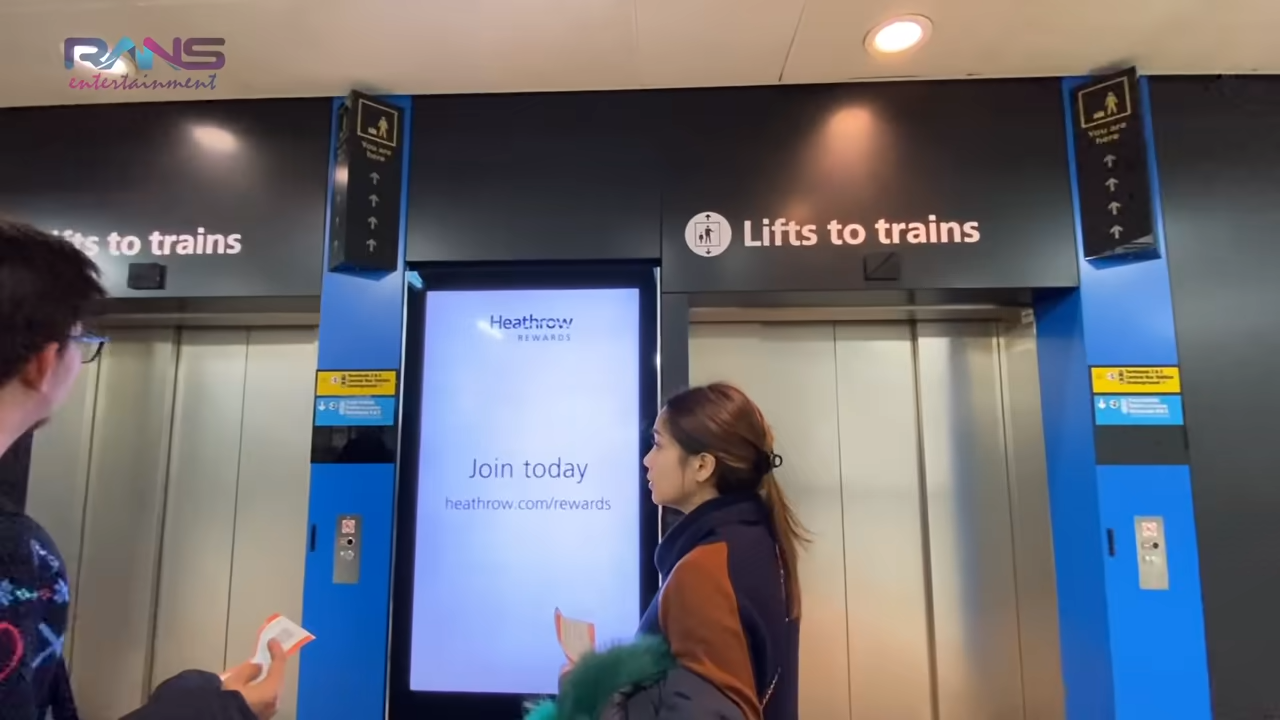 RANS
entertainment
You are
here
You are
here
ifts to trains
Lifts to trains
Heathrow
REWARDS
Join today
heathrow.com/rewards